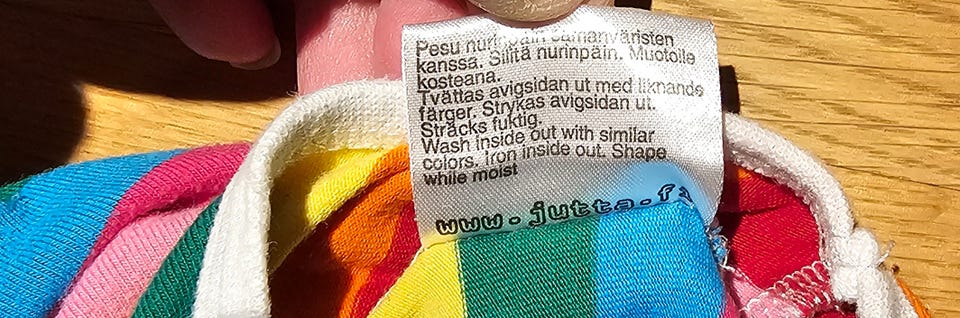 Pesu nurinpäin samanväristen
kanssa. Silitä nurinpäin. Muotoile
kosteana.
Tvättas avigsidan ut med liknande
färger. Strykas avigsidan ut.
Sträcks fuktig.
Wash inside out with similar
colors. Iron inside out. Shape
while moist
www.jutta.fi